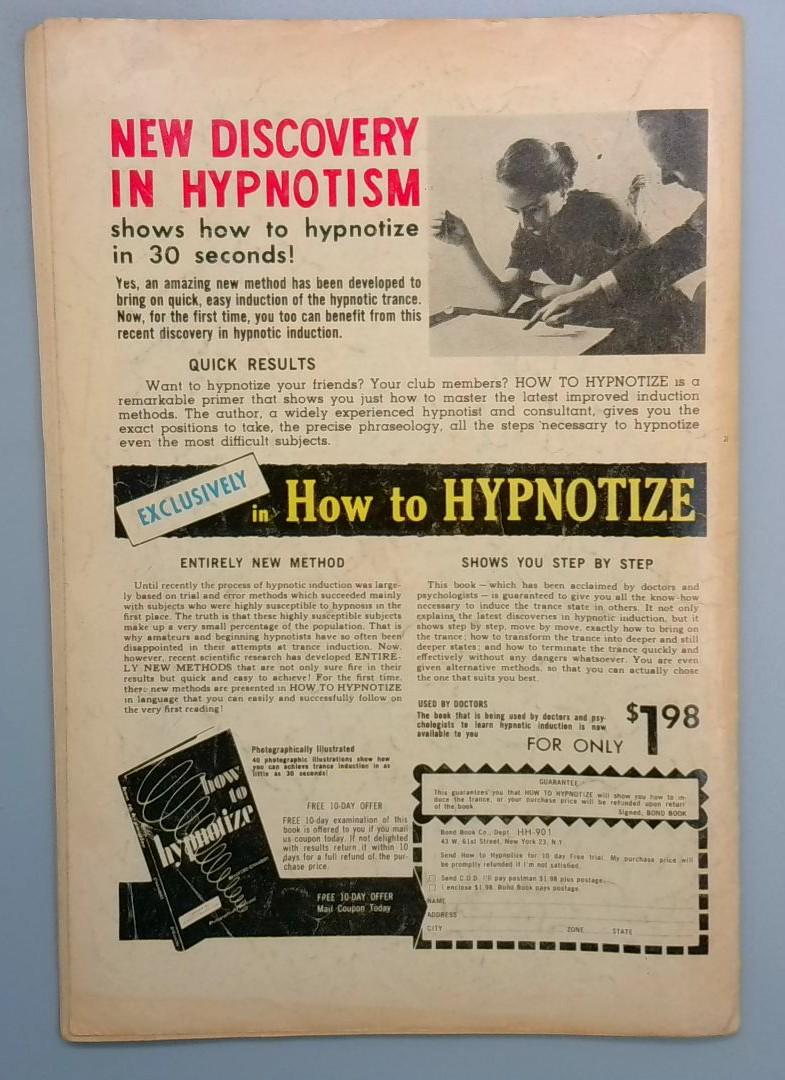 NEW DISCOVERY
IN HYPNOTISM
shows how to hypnotize
in 30 seconds!
Yes, an amazing new method has been developed to
bring on quick, easy induction of the hypnotic trance.
Now, for the first time, you too can benefit from this
recent discovery in hypnotic induction.
QUICK RESULTS
Want to hypnotize your friends? Your club members? HOW TO HYPNOTIZE is a
remarkable primer that shows you just how to master the latest improved induction
methods. The author, a widely experienced hypnotist and consultant, gives you the
exact positions to take, the precise phraseology, all the steps necessary to hypnotize
even the most difficult subjects.
EXCLUSIVELY
in How to HYPNOTIZE
ENTIRELY NEW METHOD
Until recently the process of hypnotic induction was large-
ly based on trial and error methods which succeeded mainly
with subjects who were highly susceptible to hypnosis in the
first place. The truth is that these highly susceptible subjects
make up a very small percentage of the population. That is
why amateurs and beginning hypnotists have so often been
disappointed in their attempts at trance induction. Now,
however, recent scientific research has developed ENTIRE-
LY NEW METHODS that are not only sure fire in their
results but quick and easy to achieve! For the first time,
these new methods are presented in HOW TO HYPNOTIZE
in language that you can easily and successfully follow on
the very first reading!
SHOWS YOU STEP BY STEP
This book — which has been acclaimed by doctors and
psychologists — is guaranteed to give you all the know-how
necessary to induce the trance state in others. It not only
explains the latest discoveries in hypnotic induction, but it
shows step by step, move by move, exactly how to bring on
the trance; how to transform the trance into deeper and still
deeper states; and how to terminate the trance quickly and
effectively without any dangers whatsoever. You are even
given alternative methods, so that you can actually chose
the one that suits you best.
USED BY DOCTORS
The book that is being used by doctors and psy-
chologists to learn hypnotic induction is now
available to you
FOR ONLY $1.98
how
to
hypnotize
how to
hypnotize
Photographically Illustrated
40 photographic illustrations show how
you can achieve trance induction in as
little as 30 seconds!
FREE 10-DAY OFFER
FREE 10-day examination of this
book is offered to you if you mail
us coupon today. If not delighted
with results return it within 10
days for a full refund of the pur-
chase price.
FREE 10-DAY OFFER
Mail Coupon Today
GUARANTEE
This guarantees you that HOW TO HYPNOTIZE will show you how to in-
duce the trance, or your purchase price will be refunded upon return
of the book.
Signed, BOND BOOK
Bond Book Co., Dept. HH-901
43 W. 61st Street, New York 23, N.Y.
Send How to Hypnotize for 10 day Free trial. My purchase price will
be promptly refunded if I'm not satisfied.
Send C.O.D. I'll pay postman $1.98 plus postage.
I enclose $1.98. Bond Book pays postage.
NAME
ADDRESS
CITY ZONE STATE